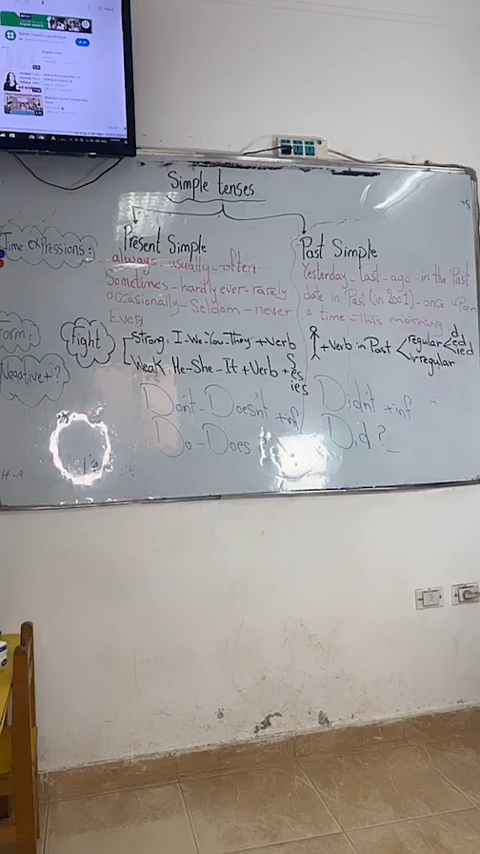 Simple tenses
Time expressions:
Present Simple
always - usually - often
Sometimes - hardly ever - rarely
occasionally - Seldom - never
Every
Past Simple
Yesterday - last - ago - in the Past
date in Past (in 2001) - once upon
a time - this morning
Form:
Fight
Strong: I - We - You - They + Verb
Weak: He - She - It + Verb + s
es
ies
+ Verb in Past < regular < d
ed
ied
irregular
Negative + ?
Don't - Doesn't + inf
Do - Does
Didn't + inf
Did ?